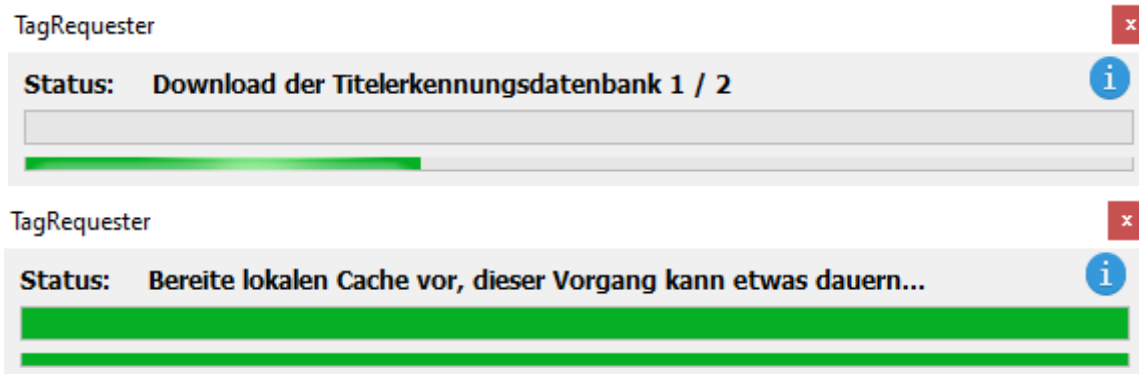 TagRequester
x
Status: Download der Titelerkennungsdatenbank 1 / 2
i
TagRequester
x
Status: Bereite lokalen Cache vor, dieser Vorgang kann etwas dauern...
i